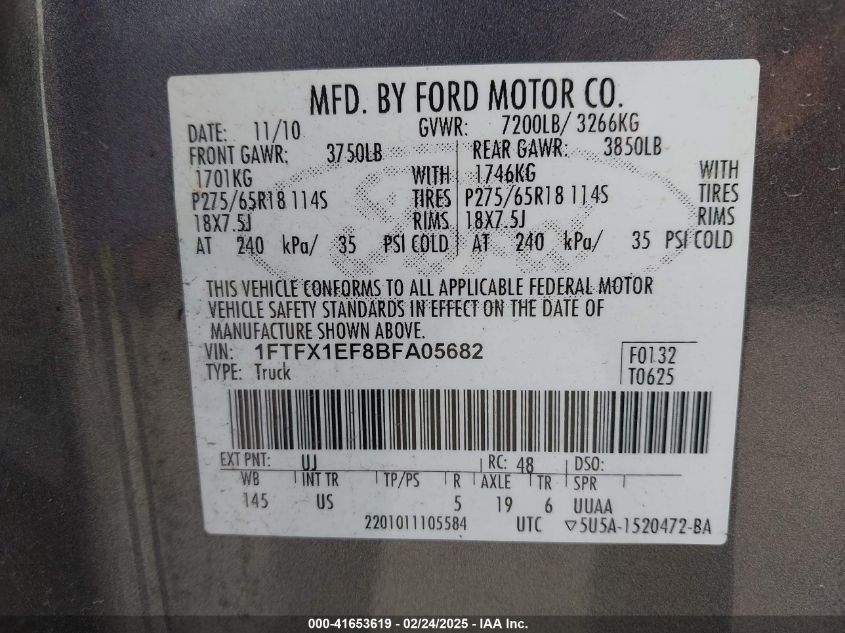 MFD. BY FORD MOTOR CO.
DATE: 11/10 GVWR: 7200LB/ 3266KG
FRONT GAWR: 3750LB REAR GAWR: 3850LB
1701KG WITH 1746KG WITH
P275/65R18 114S TIRES P275/65R18 114S TIRES
18X7.5J RIMS 18X7.5J RIMS
AT 240 kPa/ 35 PSI COLD AT 240 kPa/ 35 PSI COLD
THIS VEHICLE CONFORMS TO ALL APPLICABLE FEDERAL MOTOR
VEHICLE SAFETY STANDARDS IN EFFECT ON THE DATE OF
MANUFACTURE SHOWN ABOVE.
VIN: 1FTFX1EF8BFA05682 F0132
TYPE: Truck T0625
EXT PNT: UJ RC: 48 DSO:
WB INT TR TP/PS R AXLE TR SPR
145 US 5 19 6 UUAA
2201011105584 UTC ▽5U5A-1520472-BA
000-41653619 - 02/24/2025 - IAA Inc.